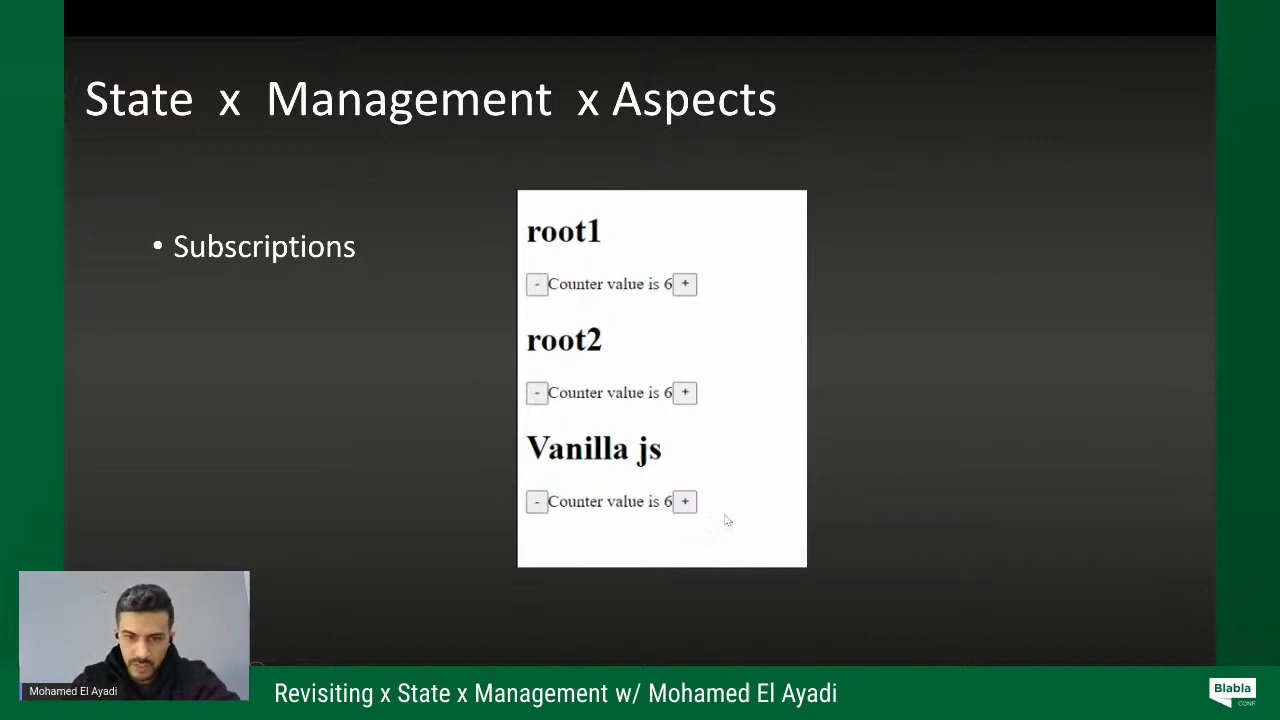 State x Management x Aspects
• Subscriptions
root1
- Counter value is 6 +
root2
- Counter value is 6 +
Vanilla js
- Counter value is 6 +
Mohamed El Ayadi
Revisiting x State x Management w/ Mohamed El Ayadi
Blabla
CONF